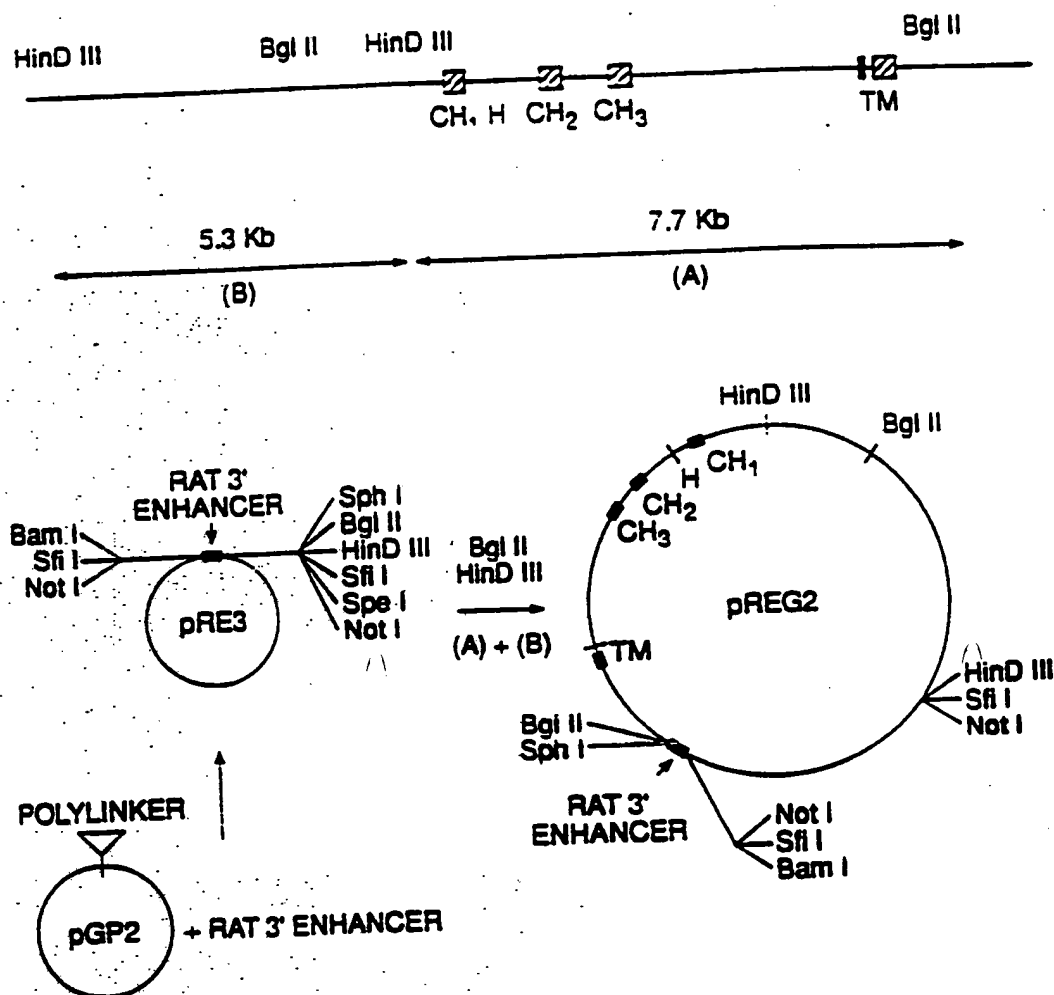 HinD III
Bgl II
HinD III
Bgl II
CH1 H CH2 CH3
TM
5.3 Kb
(B)
7.7 Kb
(A)
RAT 3'
ENHANCER
Bam I
Sfi I
Not I
Sph I
Bgl II
HinD III
Sfi I
Spe I
Not I
pRE3
Bgl II
HinD III
(A) + (B)
HinD III
Bgl II
CH1
H
CH2
CH3
pREG2
TM
HinD III
Sfi I
Not I
Bgl II
Sph I
RAT 3'
ENHANCER
Not I
Sfi I
Bam I
POLYLINKER
pGP2
+ RAT 3' ENHANCER